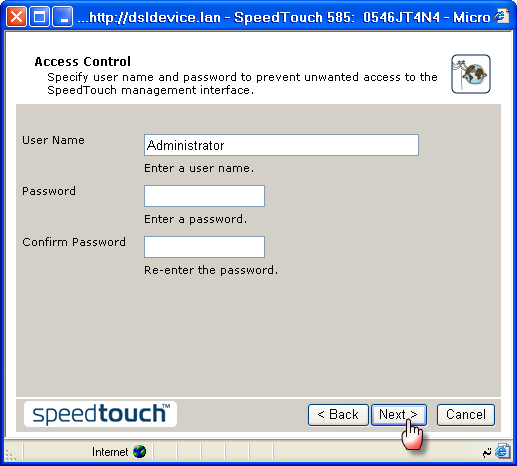 ...http://dsldevice.lan - SpeedTouch 585: 0546JT4N4 - Micro
Access Control
Specify user name and password to prevent unwanted access to the
SpeedTouch management interface.
User Name
Administrator
Enter a user name.
Password
Enter a password.
Confirm Password
Re-enter the password.
speedtouch™
< Back
Next >
Cancel
Internet
تم